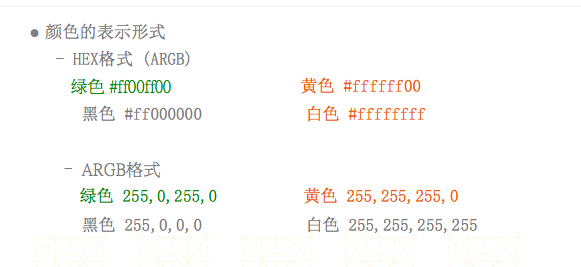 ● 颜色的表示形式
- HEX格式 (ARGB)
绿色 #ff00ff00 黄色 #ffffff00
黑色 #ff000000 白色 #ffffffff
- ARGB格式
绿色 255,0,255,0 黄色 255,255,255,0
黑色 255,0,0,0 白色 255,255,255,255